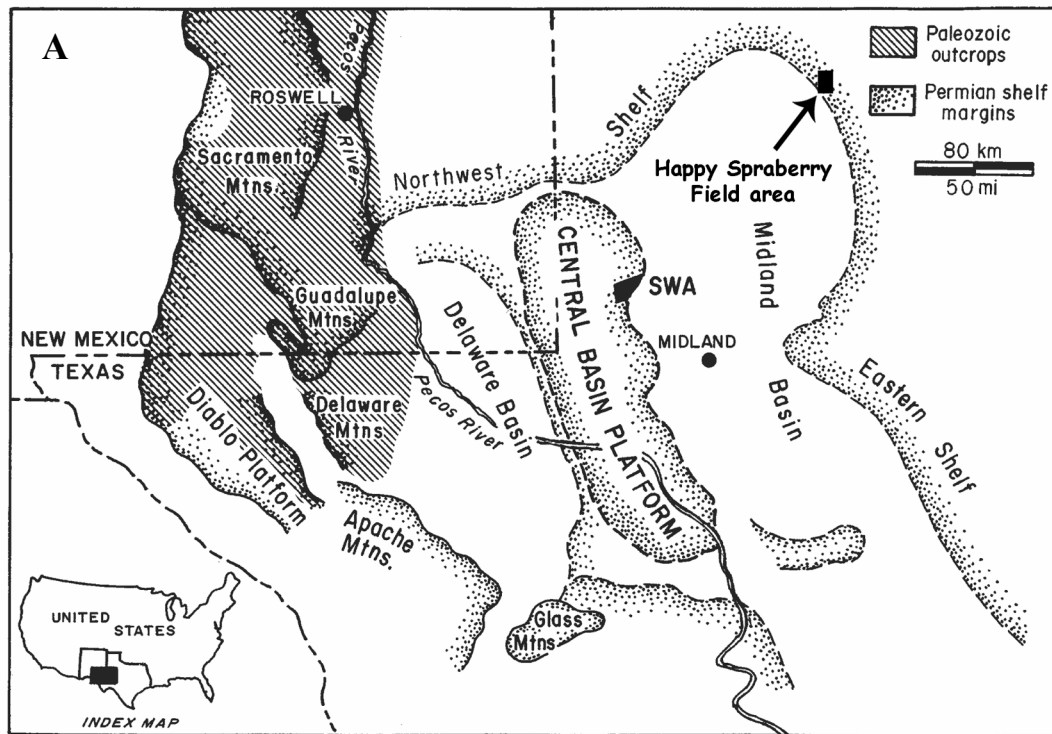 A
Pecos
River
ROSWELL
Sacramento
Mtns.
Northwest
Shelf
Paleozoic
outcrops
Permian shelf
margins
80 km
50 mi
Happy Spraberry
Field area
Guadalupe
Mtns.
NEW MEXICO
TEXAS
Diablo Platform
Delaware
Mtns.
Pecos River
Delaware Basin
CENTRAL BASIN PLATFORM
SWA
MIDLAND
Midland
Basin
Eastern
Shelf
Apache
Mtns.
Glass
Mtns
UNITED
STATES
INDEX MAP